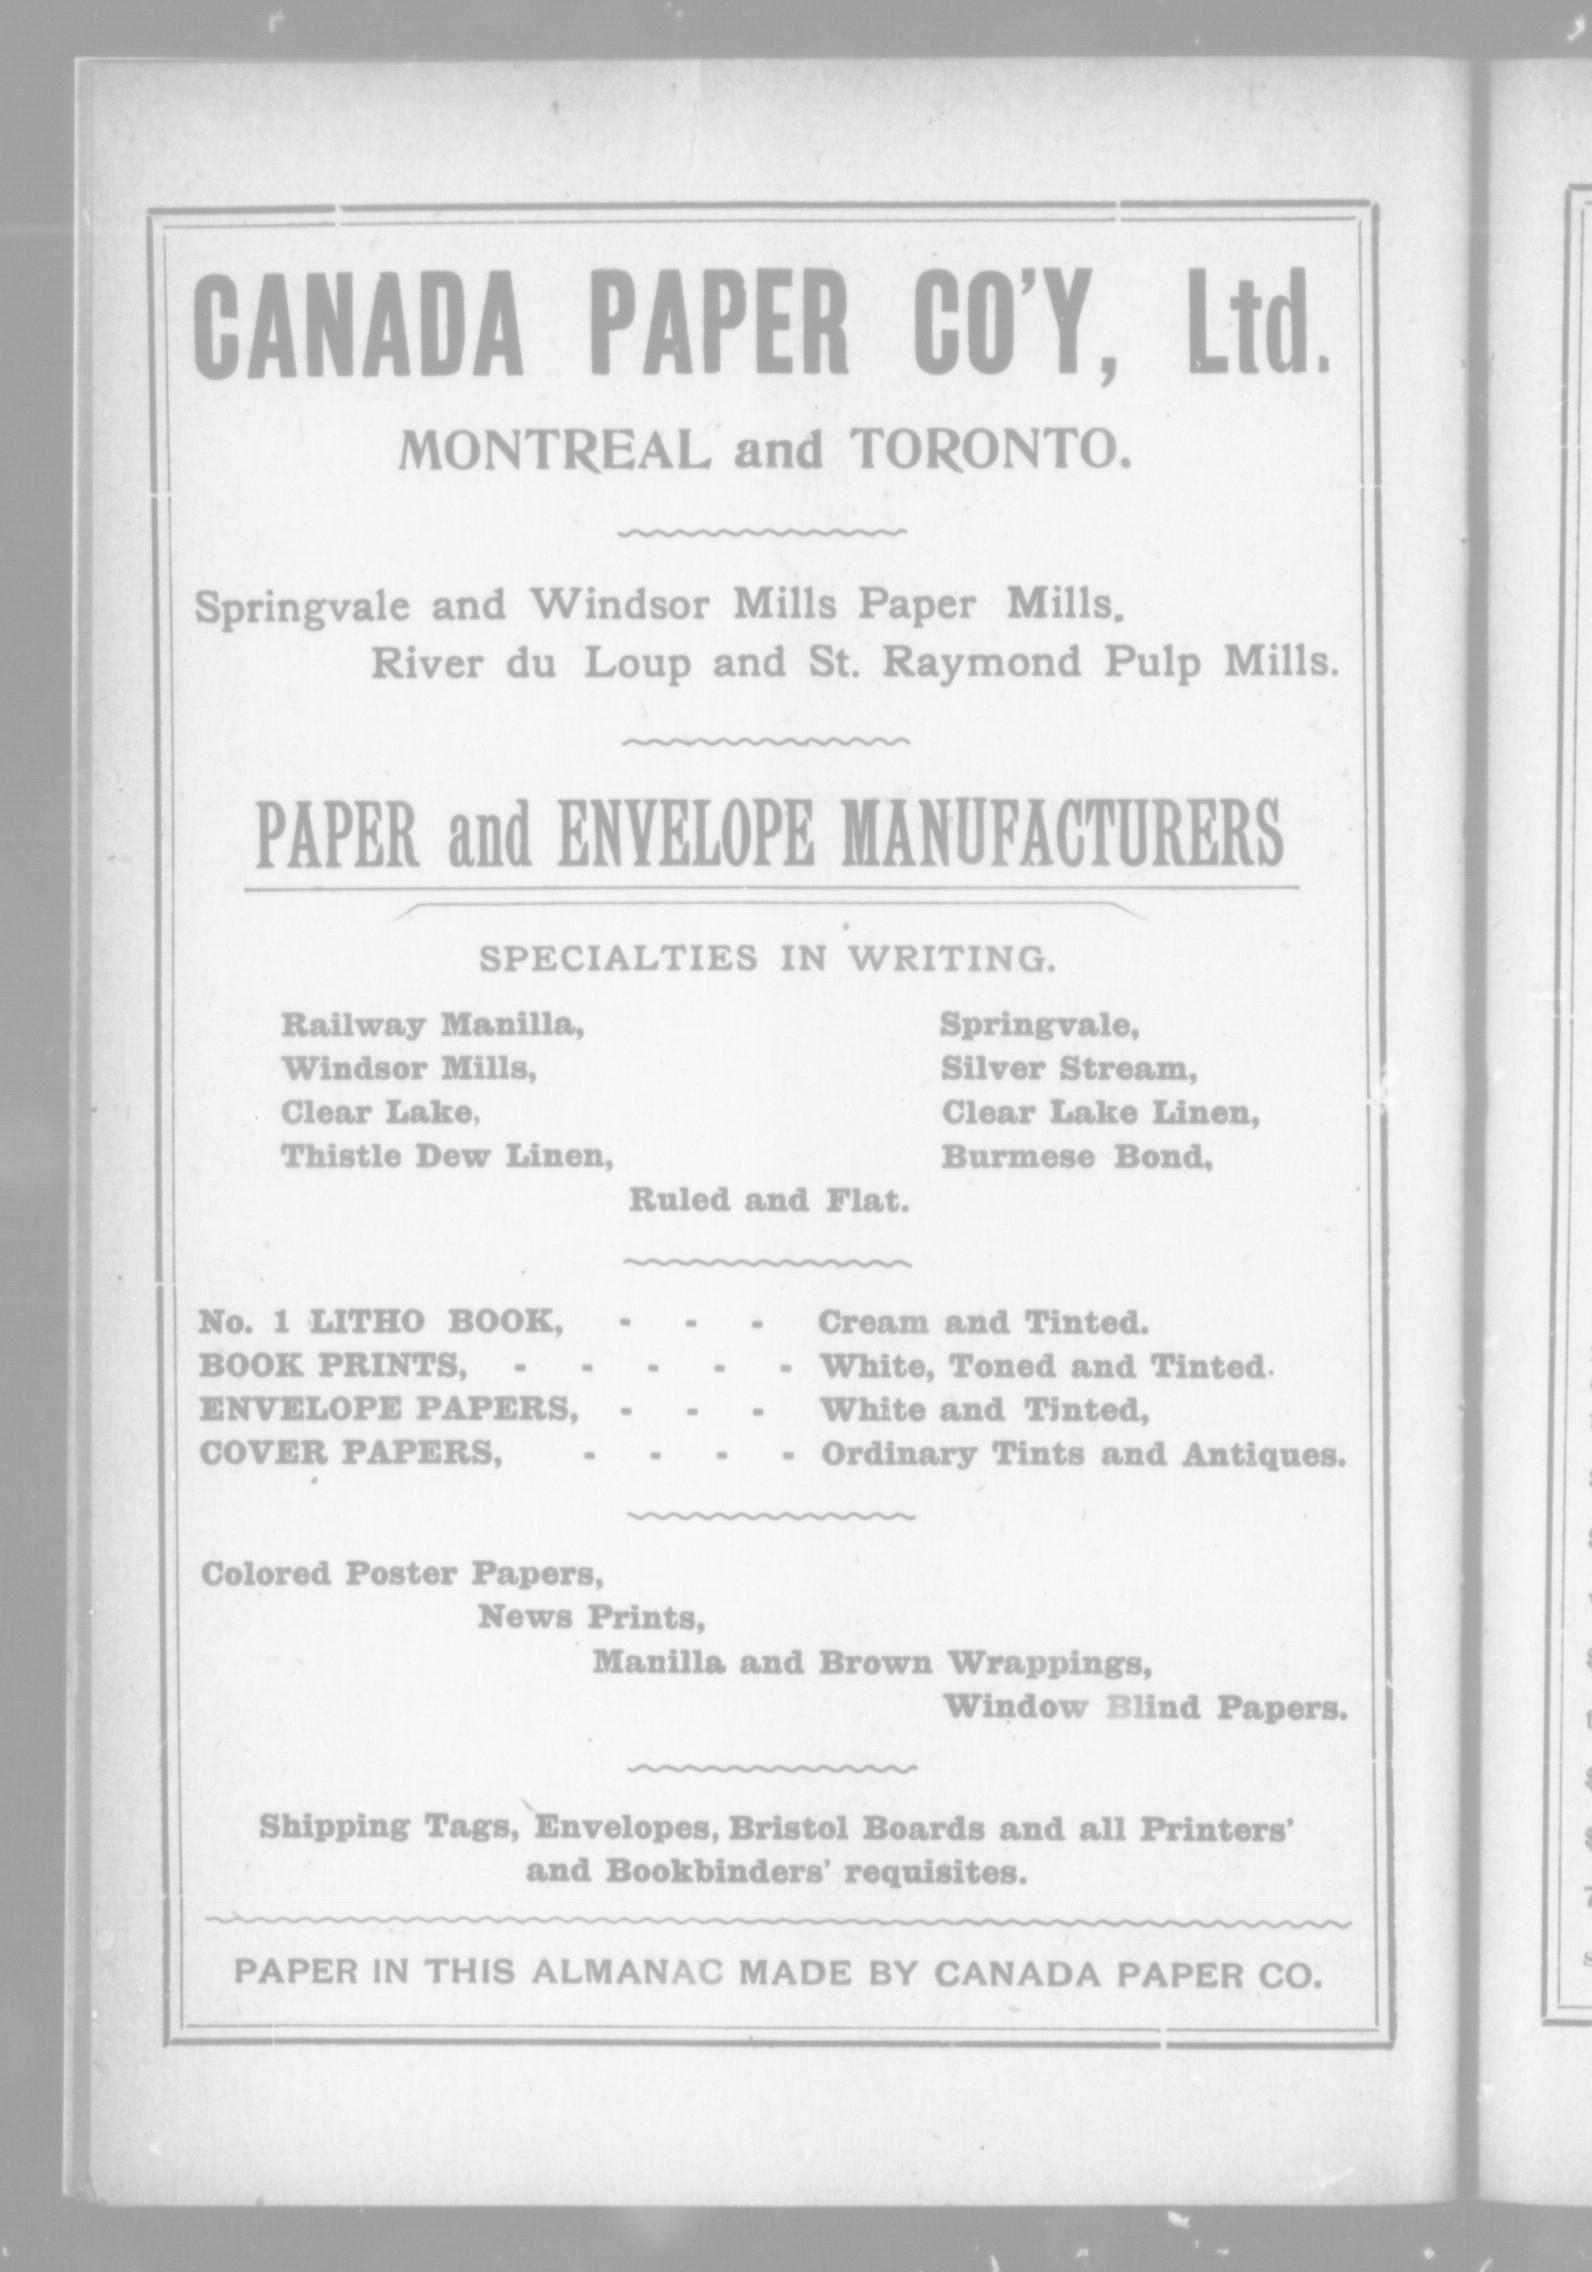 CANADA PAPER CO'Y, Ltd.
MONTREAL and TORONTO.
Springvale and Windsor Mills Paper Mills.
River du Loup and St. Raymond Pulp Mills.
PAPER and ENVELOPE MANUFACTURERS
SPECIALTIES IN WRITING.
Railway Manilla, Springvale,
Windsor Mills, Silver Stream,
Clear Lake, Clear Lake Linen,
Thistle Dew Linen, Burmese Bond,
Ruled and Flat.
No. 1 LITHO BOOK, - - - Cream and Tinted.
BOOK PRINTS, - - - - - White, Toned and Tinted.
ENVELOPE PAPERS, - - - White and Tinted,
COVER PAPERS, - - - - Ordinary Tints and Antiques.
Colored Poster Papers,
News Prints,
Manilla and Brown Wrappings,
Window Blind Papers.
Shipping Tags, Envelopes, Bristol Boards and all Printers'
and Bookbinders' requisites.
PAPER IN THIS ALMANAC MADE BY CANADA PAPER CO.